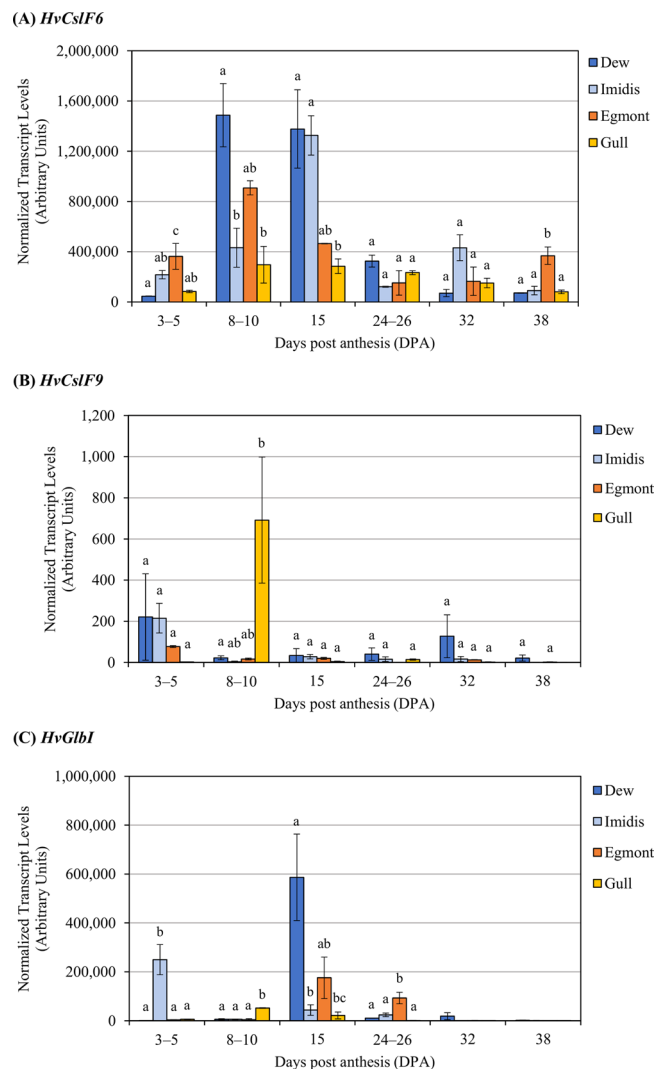 (A) HvCslF6
Normalized Transcript Levels
(Arbitrary Units)
2,000,000
1,600,000
1,200,000
800,000
400,000
0
a b ab b
a a ab b
ab ab c a
a a a a
a a a a
a a b a
3–5 8–10 15 24–26 32 38
Days post anthesis (DPA)
Dew
Imidis
Egmont
Gull
(B) HvCslF9
Normalized Transcript Levels
(Arbitrary Units)
1,200
1,000
800
600
400
200
0
a a a a
a ab ab b
a a a a
a a a
a a a a
a a
3–5 8–10 15 24–26 32 38
Days post anthesis (DPA)
Dew
Imidis
Egmont
Gull
(C) HvGlbI
Normalized Transcript Levels
(Arbitrary Units)
1,000,000
800,000
600,000
400,000
200,000
0
a b a a
a a a b
a b ab bc
a a b a
3–5 8–10 15 24–26 32 38
Days post anthesis (DPA)
Dew
Imidis
Egmont
Gull